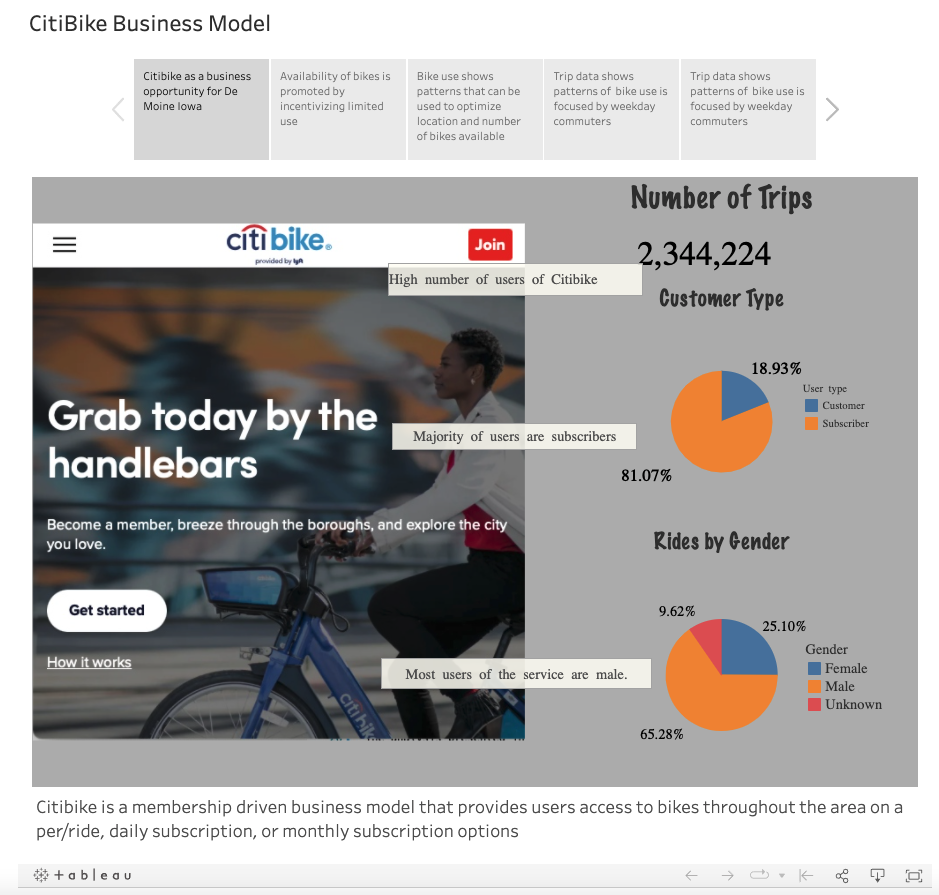 CitiBike Business Model
Citibike as a business
opportunity for De
Moine Iowa
Availability of bikes is
promoted by
incentivizing limited
use
Bike use shows
patterns that can be
used to optimize
location and number
of bikes available
Trip data shows
patterns of bike use is
focused by weekday
commuters
Trip data shows
patterns of bike use is
focused by weekday
commuters
citi bike®
provided by lyft
Join
Grab today by the
handlebars
Become a member, breeze through the boroughs, and explore the city
you love.
Get started
How it works
citi bike
High number of users of Citibike
Majority of users are subscribers
Most users of the service are male.
Number of Trips
2,344,224
Customer Type
18.93%
81.07%
User type
Customer
Subscriber
Rides by Gender
9.62%
25.10%
65.28%
Gender
Female
Male
Unknown
Citibike is a membership driven business model that provides users access to bikes throughout the area on a
per/ride, daily subscription, or monthly subscription options
+ableau